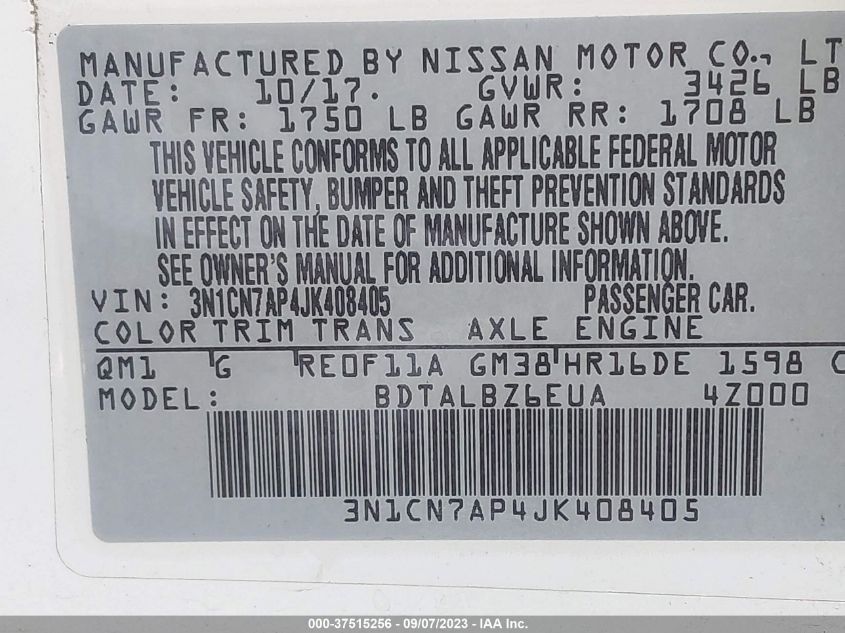 MANUFACTURED BY NISSAN MOTOR CO., LT
DATE: 10/17. GVWR: 3426 LB
GAWR FR: 1750 LB GAWR RR: 1708 LB
THIS VEHICLE CONFORMS TO ALL APPLICABLE FEDERAL MOTOR
VEHICLE SAFETY, BUMPER AND THEFT PREVENTION STANDARDS
IN EFFECT ON THE DATE OF MANUFACTURE SHOWN ABOVE.
SEE OWNER'S MANUAL FOR ADDITIONAL INFORMATION.
VIN: 3N1CN7AP4JK408405 PASSENGER CAR.
COLOR TRIM TRANS AXLE ENGINE
QM1 G RE0F11A GM38 HR16DE 1598 C
MODEL: BDTALBZ6EUA 4Z000
3N1CN7AP4JK408405
000-37515256 - 09/07/2023 - IAA Inc.